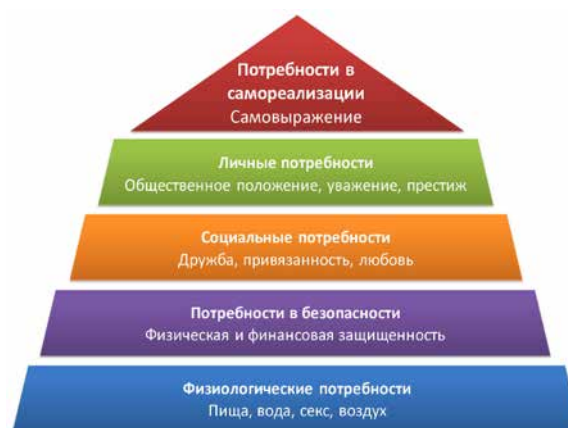 Потребности в
самореализации
Самовыражение
Личные потребности
Общественное положение, уважение, престиж
Социальные потребности
Дружба, привязанность, любовь
Потребности в безопасности
Физическая и финансовая защищенность
Физиологические потребности
Пища, вода, секс, воздух